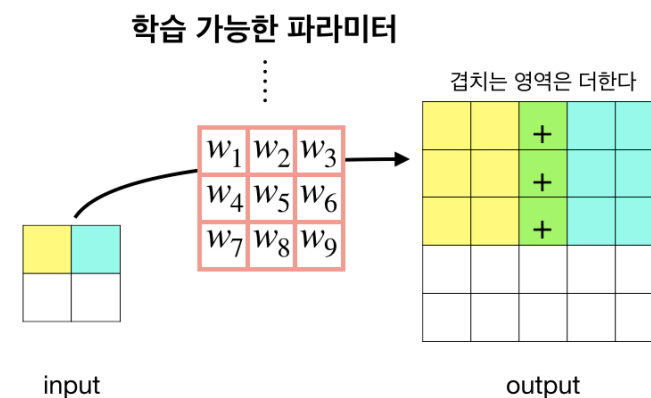 학습 가능한 파라미터
겹치는 영역은 더한다
w₁ w₂ w₃
w₄ w₅ w₆
w₇ w₈ w₉
+
+
+
input
output